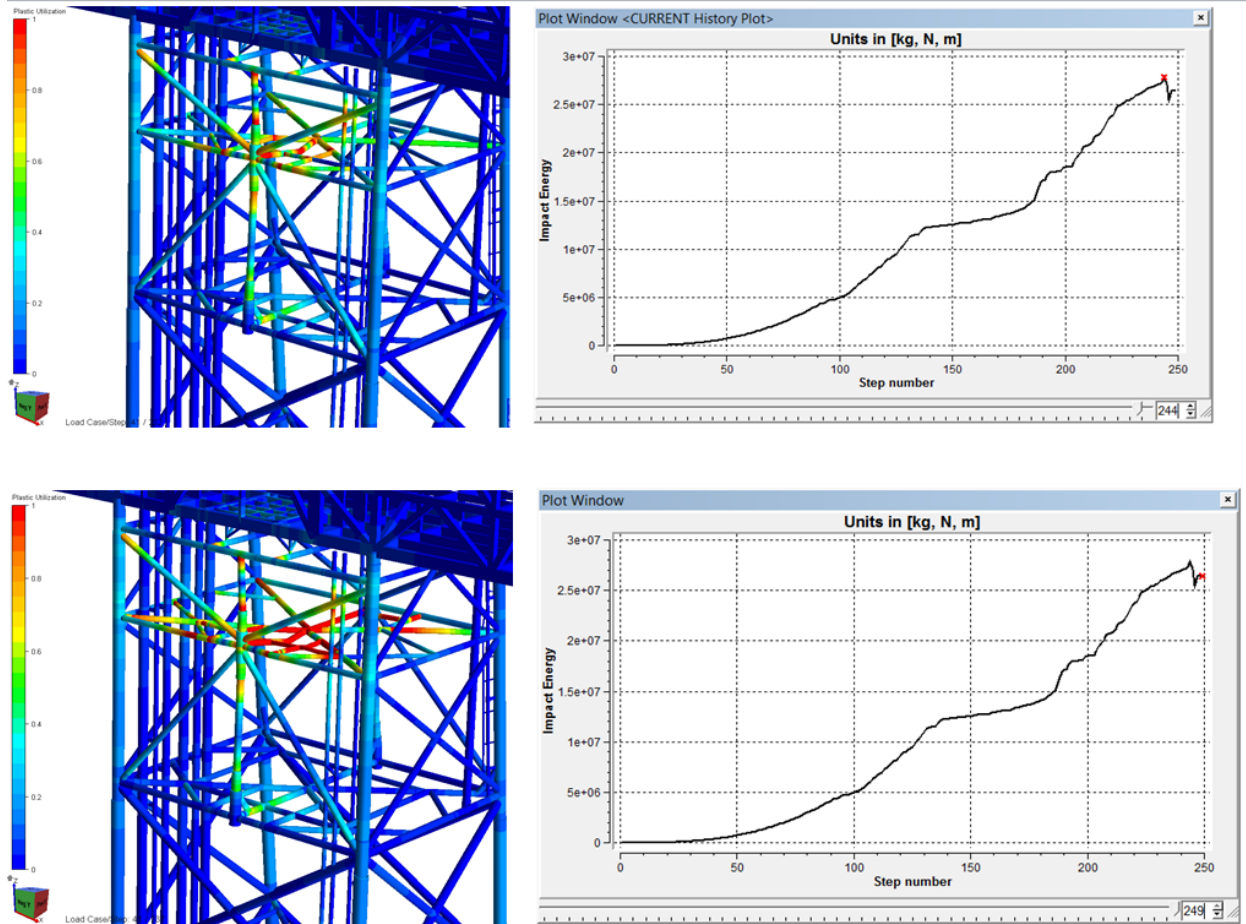 Plastic Utilization
1
0.8
0.6
0.4
0.2
0
Z
Neg Y
X
Load Case/Step:
Plot Window <CURRENT History Plot>
Units in [kg, N, m]
Impact Energy
3e+07
2.5e+07
2e+07
1.5e+07
1e+07
5e+06
0
0 50 100 150 200 250
Step number
244
Plastic Utilization
1
0.8
0.6
0.4
0.2
0
Z
Neg Y
X
Load Case/Step:
Plot Window
Units in [kg, N, m]
Impact Energy
3e+07
2.5e+07
2e+07
1.5e+07
1e+07
5e+06
0
0 50 100 150 200 250
Step number
249